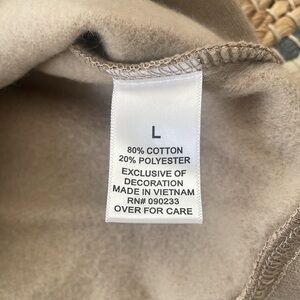 L
80% COTTON
20% POLYESTER
EXCLUSIVE OF
DECORATION
MADE IN VIETNAM
RN# 090233
OVER FOR CARE